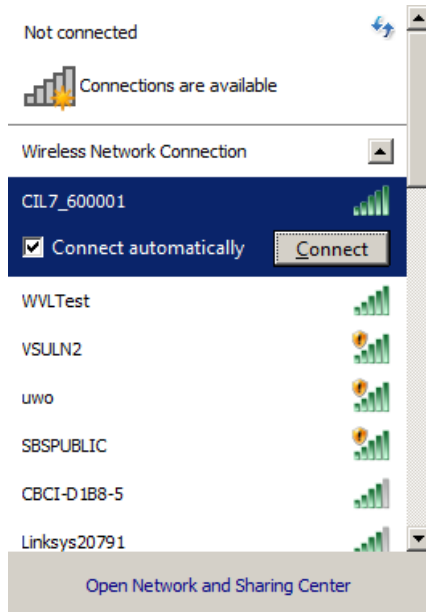 Not connected
Connections are available
Wireless Network Connection
CIL7_600001
Connect automatically
Connect
WVLTest
VSULN2
uwo
SBSPUBLIC
CBCI-D1B8-5
Linksys20791
Open Network and Sharing Center